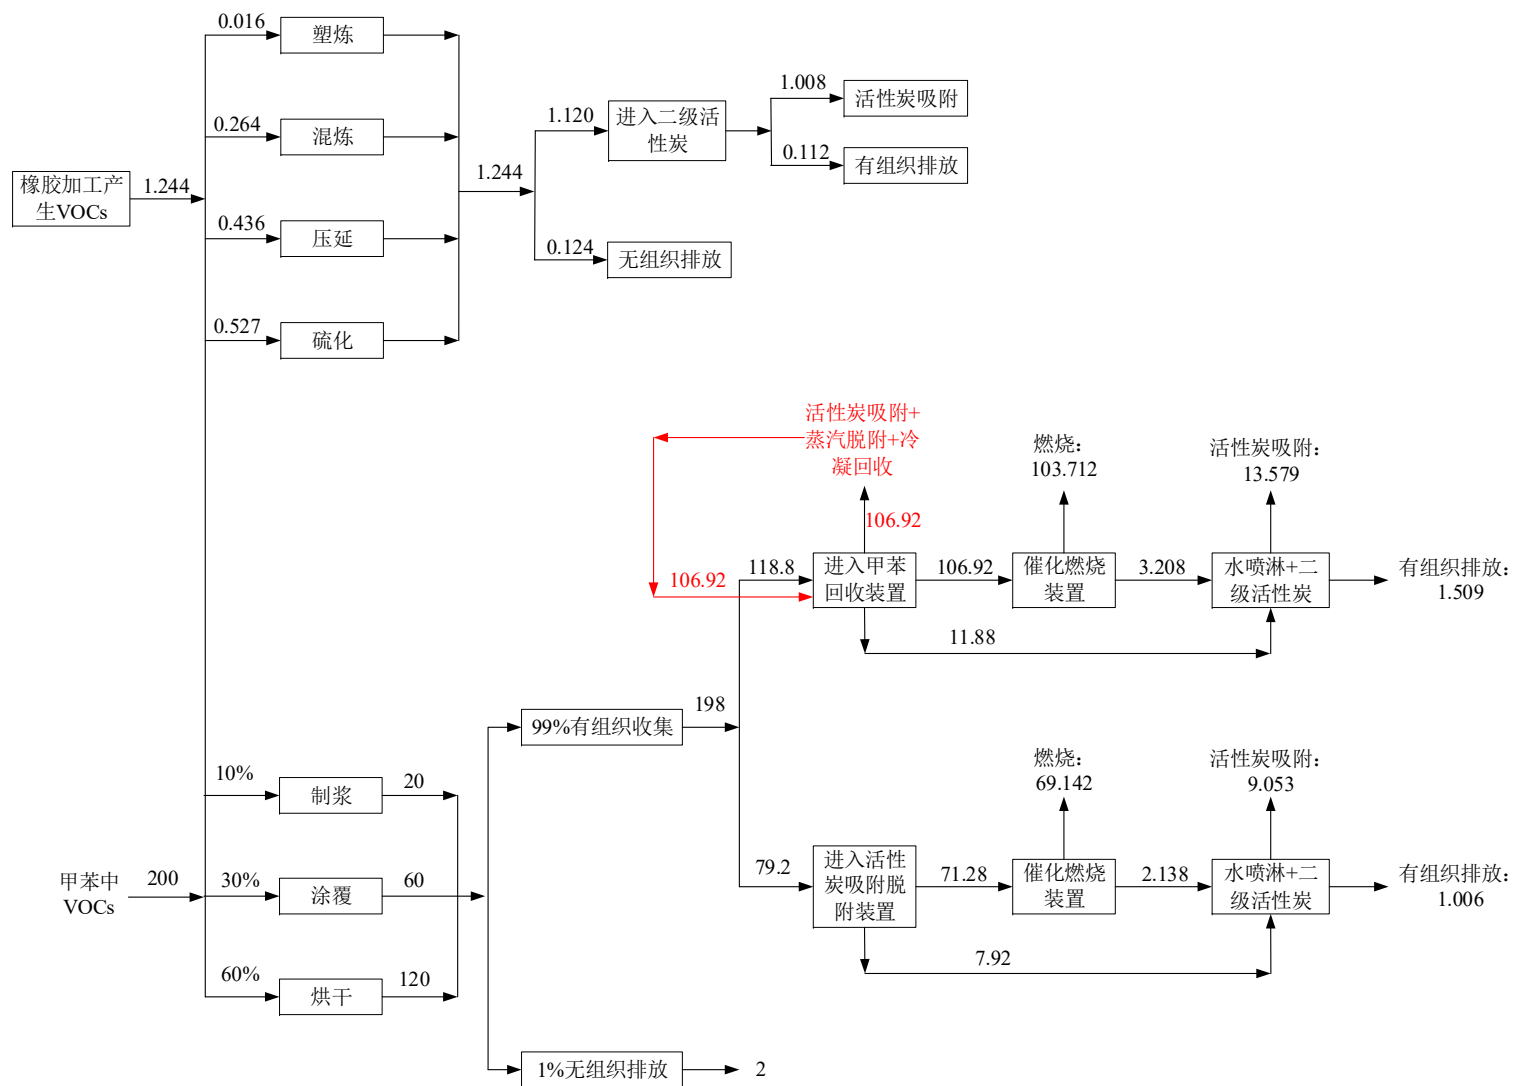 0.016
塑炼
0.264
混炼
橡胶加工产
生VOCs
1.244
0.436
压延
0.527
硫化
1.244
1.120
进入二级活
性炭
1.008
活性炭吸附
0.112
有组织排放
0.124
无组织排放
活性炭吸附+
蒸汽脱附+冷
凝回收
106.92
106.92
燃烧：
103.712
活性炭吸附：
13.579
118.8
进入甲苯
回收装置
106.92
催化燃烧
装置
3.208
水喷淋+二
级活性炭
有组织排放：
1.509
11.88
99%有组织收集
198
10%
制浆
20
甲苯中
VOCs
200
30%
涂覆
60
60%
烘干
120
燃烧：
69.142
活性炭吸附：
9.053
79.2
进入活性
炭吸附脱
附装置
71.28
催化燃烧
装置
2.138
水喷淋+二
级活性炭
有组织排放：
1.006
7.92
1%无组织排放
2